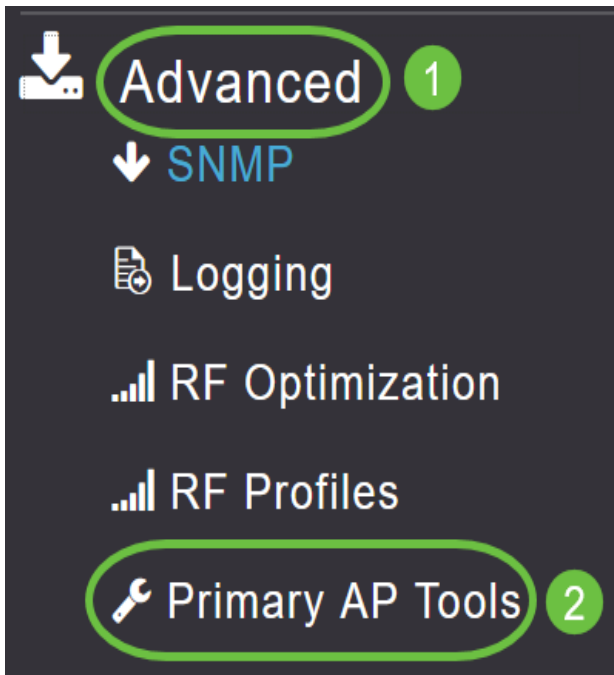 Advanced 1
SNMP
Logging
RF Optimization
RF Profiles
Primary AP Tools 2